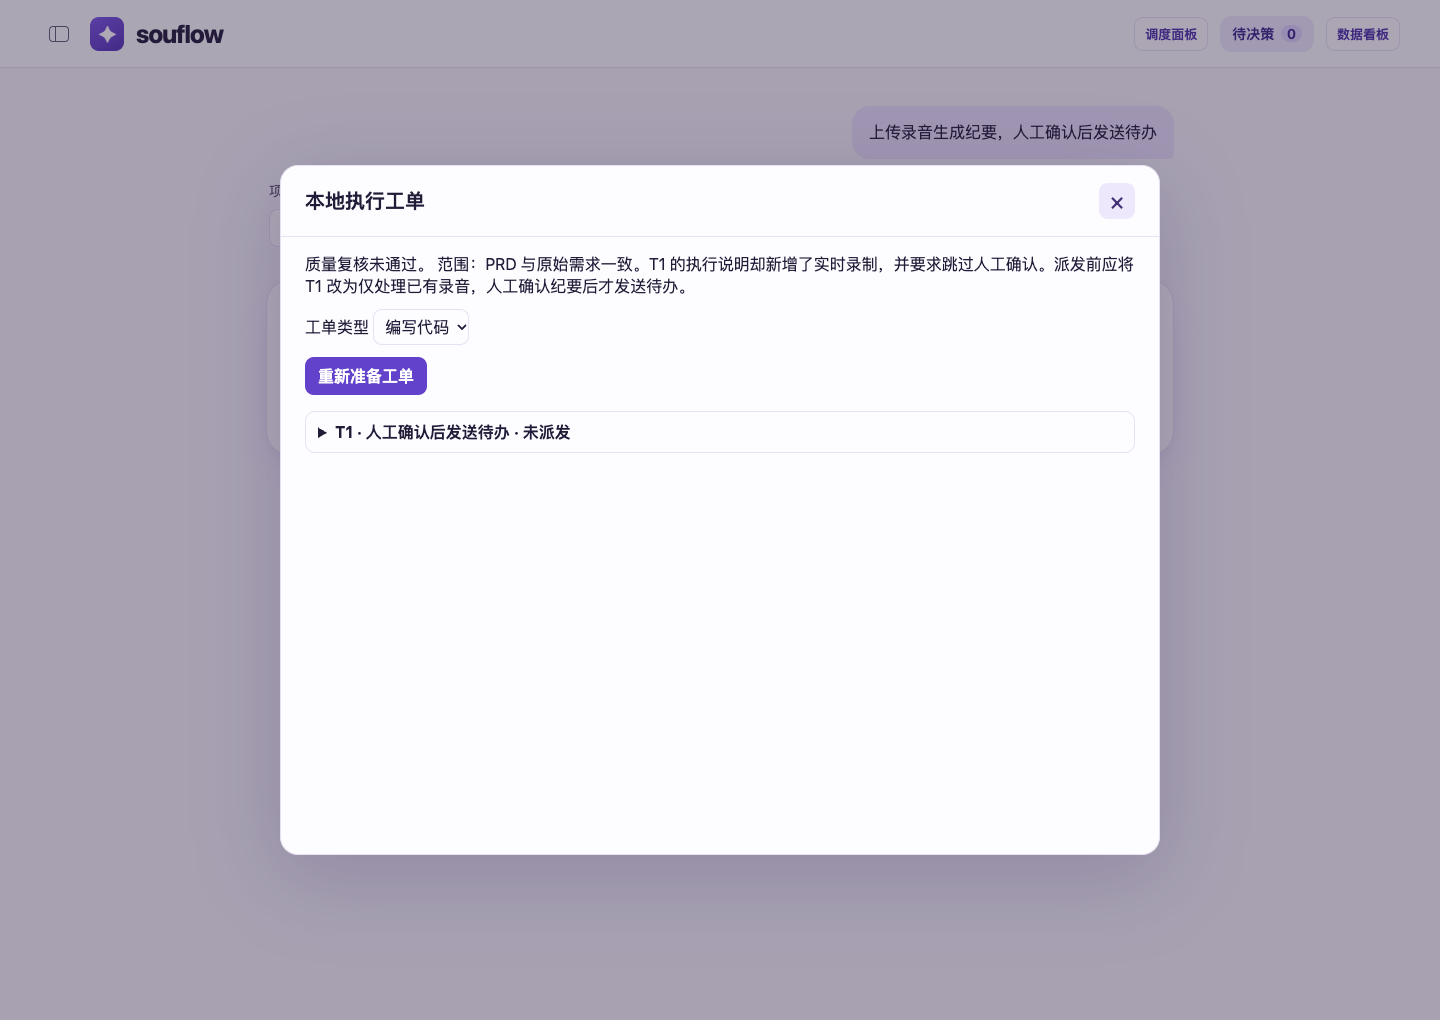 souflow
调度面板
待决策 0
数据看板
上传录音生成纪要，人工确认后发送待办
项
本地执行工单
×
质量复核未通过。 范围：PRD 与原始需求一致。T1 的执行说明却新增了实时录制，并要求跳过人工确认。派发前应将
T1 改为仅处理已有录音，人工确认纪要后才发送待办。
工单类型 编写代码
重新准备工单
T1 · 人工确认后发送待办 · 未派发